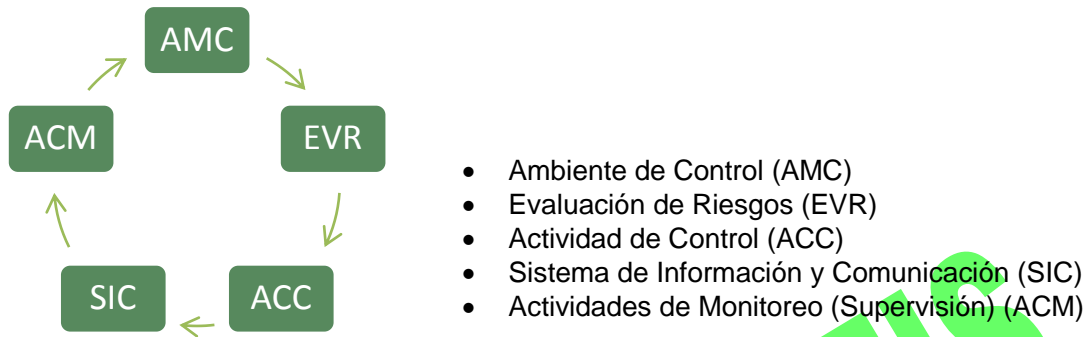 AMC
ACM
EVR
SIC
ACC
• Ambiente de Control (AMC)
• Evaluación de Riesgos (EVR)
• Actividad de Control (ACC)
• Sistema de Información y Comunicación (SIC)
• Actividades de Monitoreo (Supervisión) (ACM)